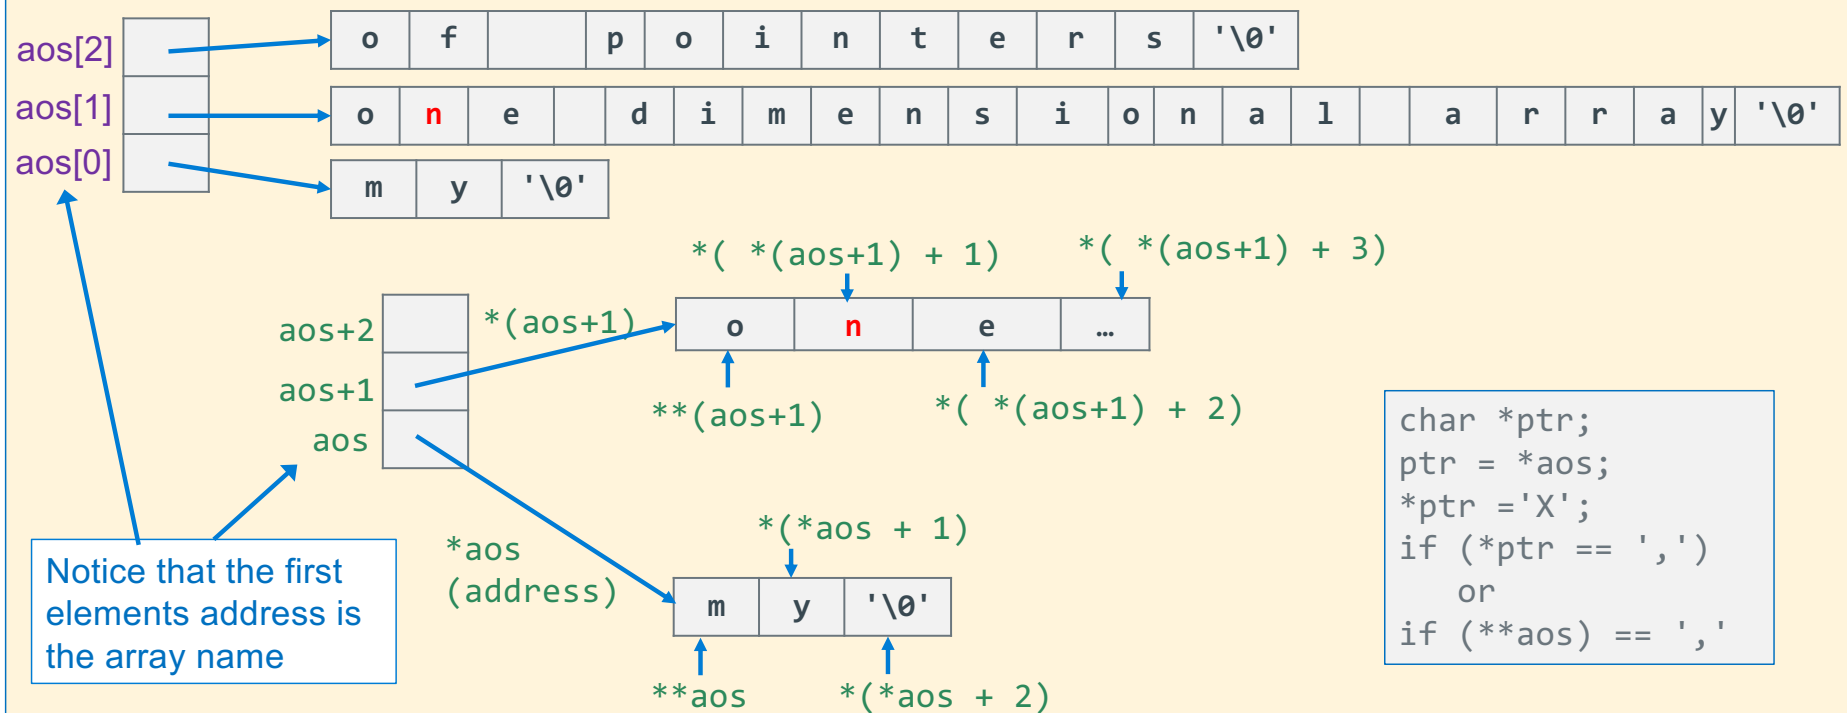 aos[2] o f p o i n t e r s '\0'
aos[1] o n e d i m e n s i o n a l a r r a y '\0'
aos[0] m y '\0'
*( *(aos+1) + 1) *( *(aos+1) + 3)
aos+2 *(aos+1) o n e …
aos+1 **(aos+1) *( *(aos+1) + 2)
aos
Notice that the first
elements address is
the array name
*aos
(address)
*(*aos + 1)
m y '\0'
**aos *(*aos + 2)
char *ptr;
ptr = *aos;
*ptr ='X';
if (*ptr == ',')
or
if (**aos) == ','